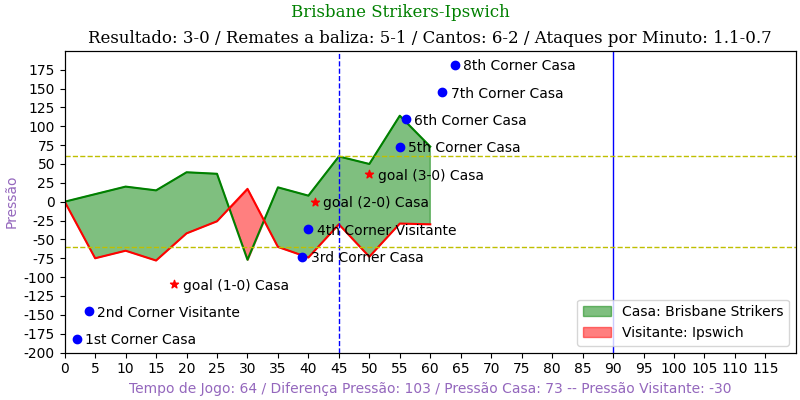 Brisbane Strikers-Ipswich
Resultado: 3-0 / Remates a baliza: 5-1 / Cantos: 6-2 / Ataques por Minuto: 1.1-0.7
Pressão
175
150
125
100
75
50
25
0
-25
-50
-75
-100
-125
-150
-175
-200
8th Corner Casa
7th Corner Casa
6th Corner Casa
5th Corner Casa
goal (3-0) Casa
goal (2-0) Casa
4th Corner Visitante
3rd Corner Casa
goal (1-0) Casa
2nd Corner Visitante
1st Corner Casa
Casa: Brisbane Strikers
Visitante: Ipswich
0 5 10 15 20 25 30 35 40 45 50 55 60 65 70 75 80 85 90 95 100 105 110 115
Tempo de Jogo: 64 / Diferença Pressão: 103 / Pressão Casa: 73 -- Pressão Visitante: -30